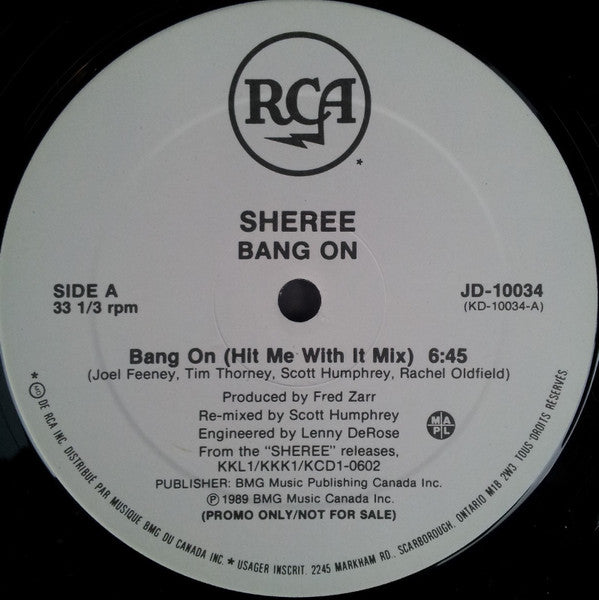 RCA
*
SHEREE
BANG ON
SIDE A
33 1/3 rpm
JD-10034
(KD-10034-A)
Bang On (Hit Me With It Mix) 6:45
(Joel Feeney, Tim Thorney, Scott Humphrey, Rachel Oldfield)
Produced by Fred Zarr
Re-mixed by Scott Humphrey
Engineered by Lenny DeRose
MAPL
From the "SHEREE" releases,
KKL1/KKK1/KCD1-0602
PUBLISHER: BMG Music Publishing Canada Inc.
Ⓟ 1989 BMG Music Canada Inc.
(PROMO ONLY/NOT FOR SALE)
* DE RCA INC. DISTRIBUÉ PAR MUSIQUE BMG DU CANADA INC. * USAGER INSCRIT. 2245 MARKHAM RD., SCARBOROUGH, ONTARIO M1B 2W3 TOUS DROITS RÉSERVÉS